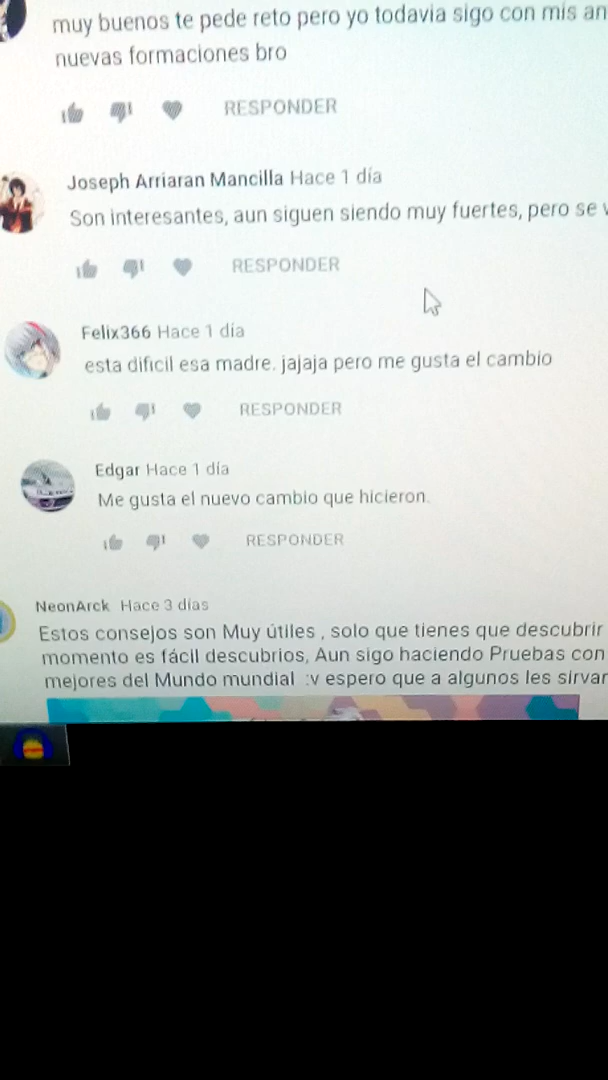 muy buenos te pede reto pero yo todavia sigo con mis
nuevas formaciones bro
RESPONDER
Joseph Arriaran Mancilla Hace 1 día
Son interesantes, aun siguen siendo muy fuertes, pero se
RESPONDER
Felix366 Hace 1 día
esta dificil esa madre. jajaja pero me gusta el cambio
RESPONDER
Edgar Hace 1 día
Me gusta el nuevo cambio que hicieron.
RESPONDER
NeonArck Hace 3 días
Estos consejos son Muy útiles , solo que tienes que descubrir
momento es fácil descubrios, Aun sigo haciendo Pruebas con
mejores del Mundo mundial :v espero que a algunos les sirvan